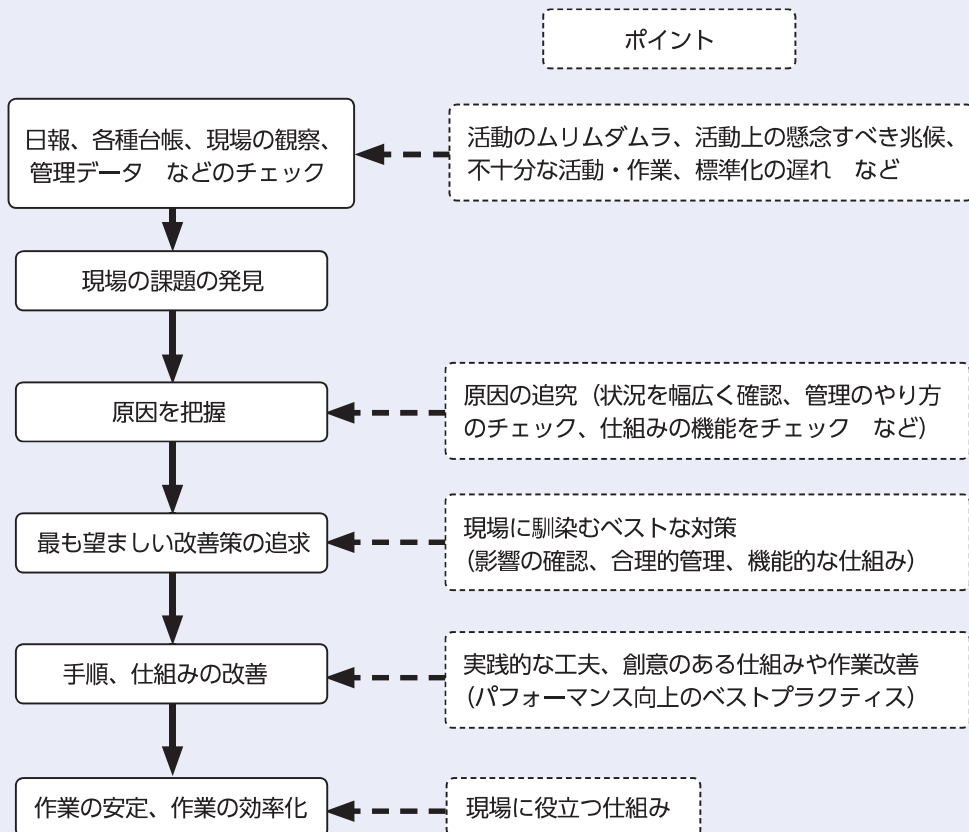 ポイント
日報、各種台帳、現場の観察、
管理データ　などのチェック
活動のムリムダムラ、活動上の懸念すべき兆候、
不十分な活動・作業、標準化の遅れ　など
現場の課題の発見
原因を把握
原因の追究（状況を幅広く確認、管理のやり方
のチェック、仕組みの機能をチェック　など）
最も望ましい改善策の追求
現場に馴染むベストな対策
（影響の確認、合理的管理、機能的な仕組み）
手順、仕組みの改善
実践的な工夫、創意のある仕組みや作業改善
（パフォーマンス向上のベストプラクティス）
作業の安定、作業の効率化
現場に役立つ仕組み